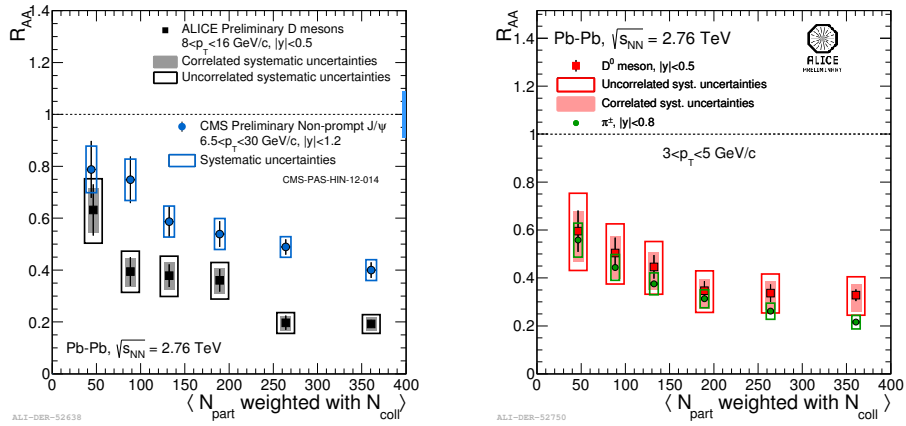 R_AA
1.4
1.2
1
0.8
0.6
0.4
0.2
0
ALICE Preliminary D mesons
8<p_T<16 GeV/c, |y|<0.5
Correlated systematic uncertainties
Uncorrelated systematic uncertainties
CMS Preliminary Non-prompt J/ψ
6.5<p_T<30 GeV/c, |y|<1.2
Systematic uncertainties
CMS-PAS-HIN-12-014
Pb-Pb, √s_NN = 2.76 TeV
0 50 100 150 200 250 300 350 400
⟨ N_part weighted with N_coll ⟩
ALI-DER-52638
R_AA
1.4
1.2
1
0.8
0.6
0.4
0.2
0
Pb-Pb, √s_NN = 2.76 TeV
ALICE
PRELIMINARY
D⁰ meson, |y|<0.5
Uncorrelated syst. uncertainties
Correlated syst. uncertainties
π±, |y|<0.8
3<p_T<5 GeV/c
0 50 100 150 200 250 300 350 400
⟨ N_part weighted with N_coll ⟩
ALI-DER-52750